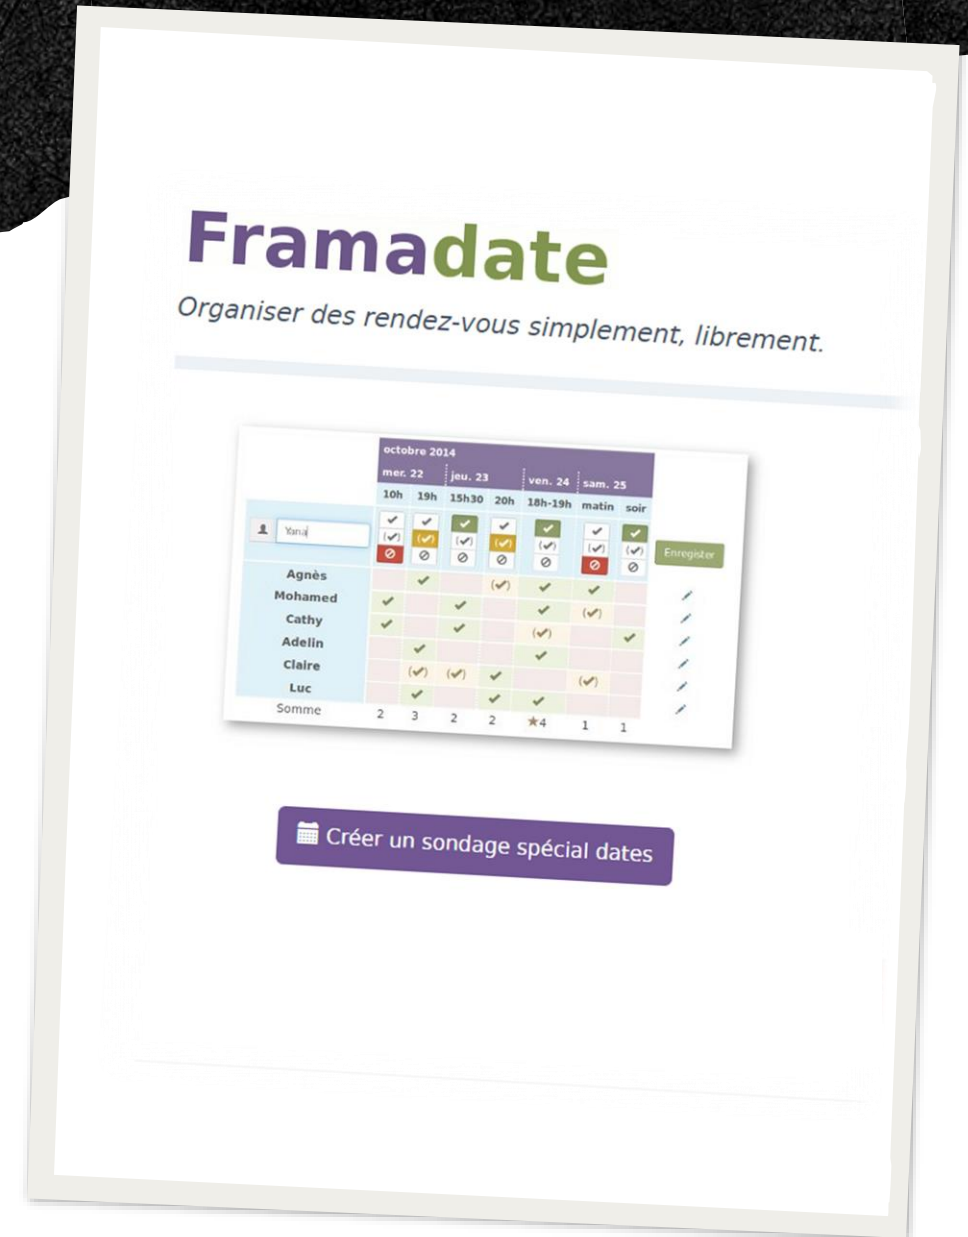 Framadate
Organiser des rendez-vous simplement, librement.
octobre 2014
mer. 22 jeu. 23 ven. 24 sam. 25
10h 19h 15h30 20h 18h-19h matin soir
Yana
Enregister
Agnès
Mohamed
Cathy
Adelin
Claire
Luc
Somme 2 3 2 2 ★4 1 1
Créer un sondage spécial dates